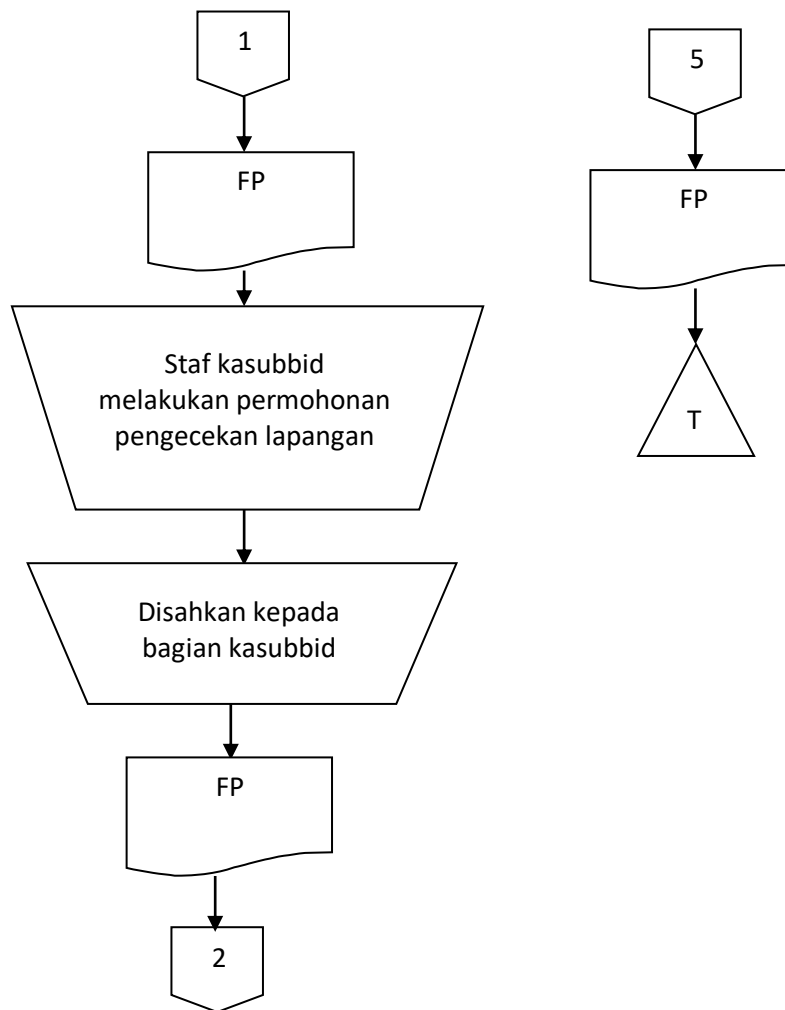 1
FP
Staf kasubbid
melakukan permohonan
pengecekan lapangan
Disahkan kepada
bagian kasubbid
FP
2
5
FP
T